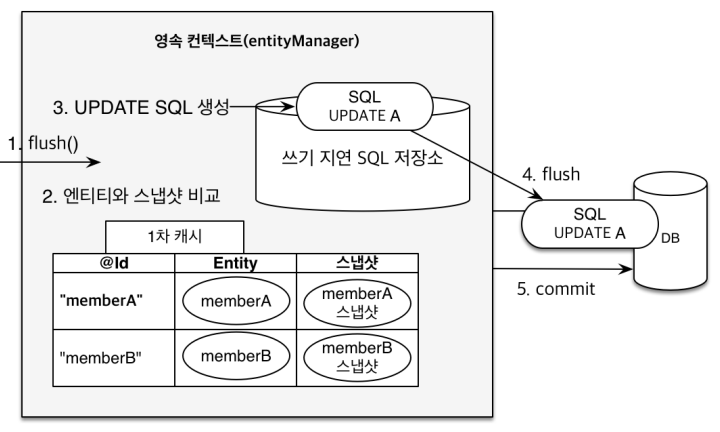 영속 컨텍스트(entityManager)
3. UPDATE SQL 생성
SQL
UPDATE A
1. flush()
쓰기 지연 SQL 저장소
4. flush
2. 엔티티와 스냅샷 비교
SQL
UPDATE A
DB
1차 캐시
@Id Entity 스냅샷
5. commit
"memberA" memberA memberA
스냅샷
"memberB" memberB memberB
스냅샷